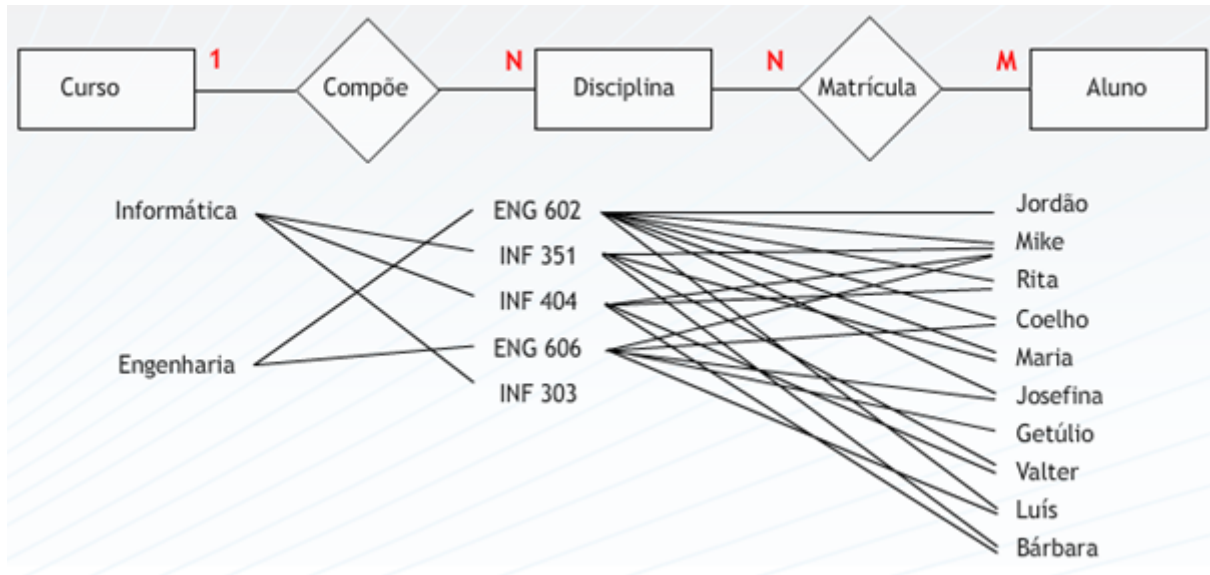 1 N N M
Curso Compõe Disciplina Matrícula Aluno
Informática
Engenharia
ENG 602
INF 351
INF 404
ENG 606
INF 303
Jordão
Mike
Rita
Coelho
Maria
Josefina
Getúlio
Valter
Luís
Bárbara